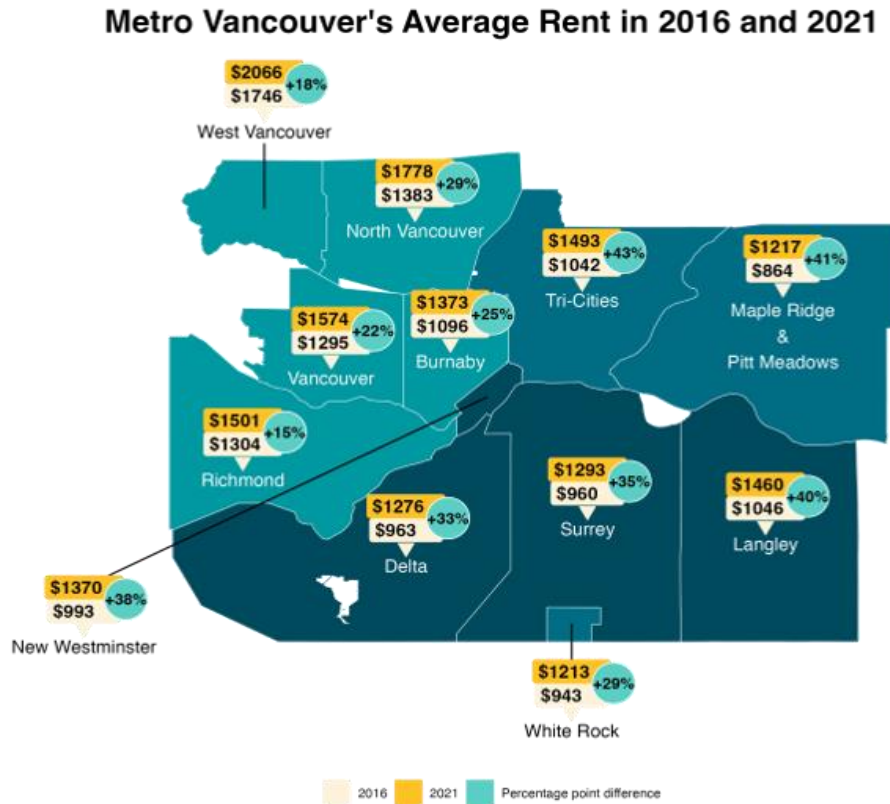 Metro Vancouver's Average Rent in 2016 and 2021
$2066
+18%
$1746
West Vancouver
$1778
+29%
$1383
North Vancouver
$1493
+43%
$1042
Tri-Cities
$1217
+41%
$864
Maple Ridge
&
Pitt Meadows
$1574
+22%
$1295
Vancouver
$1373
+25%
$1096
Burnaby
$1501
+15%
$1304
Richmond
$1276
+33%
$963
Delta
$1293
+35%
$960
Surrey
$1460
+40%
$1046
Langley
$1370
+38%
$993
New Westminster
$1213
+29%
$943
White Rock
2016 2021 Percentage point difference